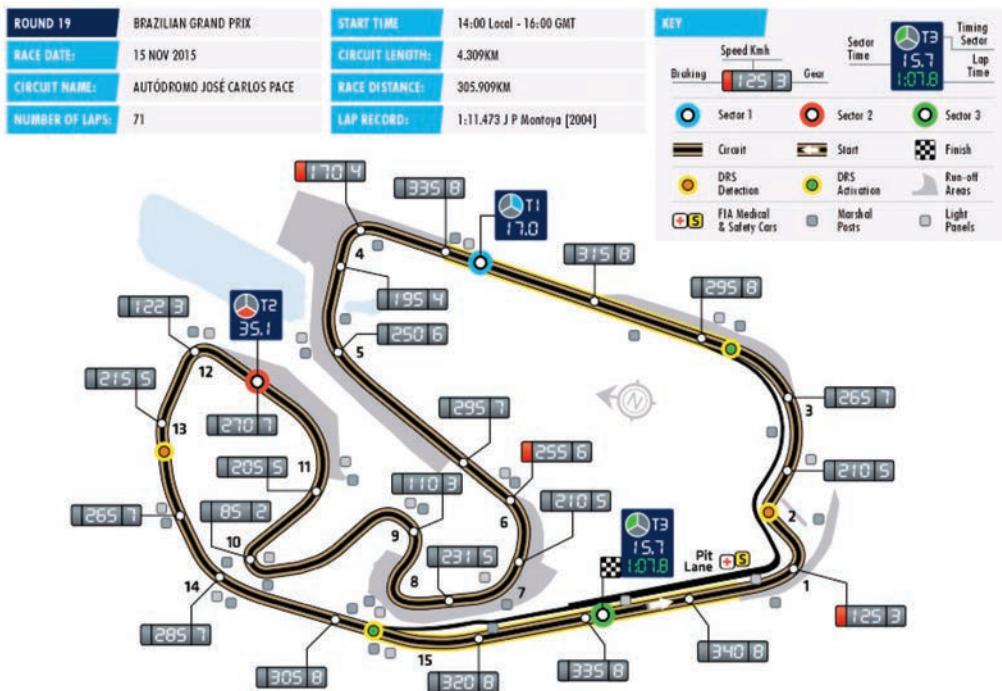 ROUND 19 BRAZILIAN GRAND PRIX START TIME 14:00 Local - 16:00 GMT
RACE DATE: 15 NOV 2015 CIRCUIT LENGTH: 4.309KM
CIRCUIT NAME: AUTÓDROMO JOSÉ CARLOS PACE RACE DISTANCE: 305.909KM
NUMBER OF LAPS: 71 LAP RECORD: 1:11.473 J P Montoya [2004]
KEY
Speed Kmh
Braking 125 3 Gear
Sector Time
T3
15.7
1:07.8
Timing Sector
Lap Time
Sector 1 Sector 2 Sector 3
Circuit Start Finish
DRS Detection DRS Activation Run-off Areas
FIA Medical & Safety Cars Marshal Posts Light Panels
S
170 4
335 8
T1
17.0
315 8
295 8
4
195 4
250 6
5
122 3
T2
35.1
12
215 5
13
270 7
295 7
N
3
265 7
205 5
11
110 3
255 6
210 5
6
210 5
2
265 7
85 2
10
9
T3
15.7
1:07.8
Pit Lane
S
231 5
8
7
1
14
125 3
285 7
305 8
15
320 8
335 8
340 8